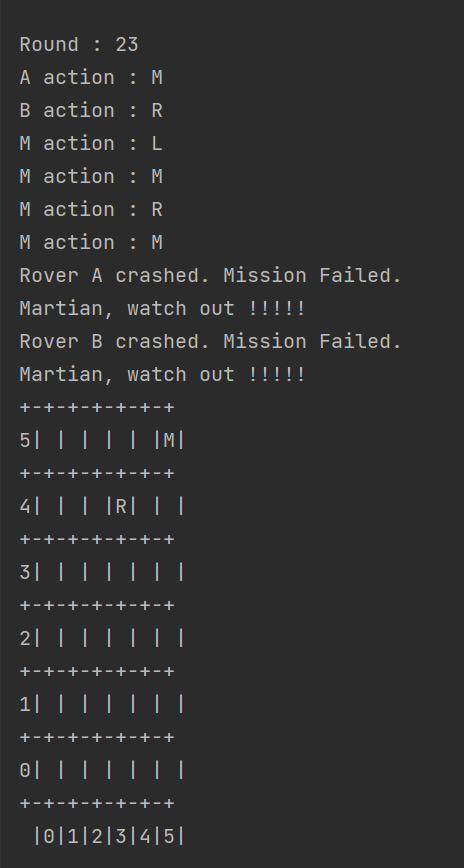 Round : 23
A action : M
B action : R
M action : L
M action : M
M action : R
M action : M
Rover A crashed. Mission Failed.
Martian, watch out !!!!!
Rover B crashed. Mission Failed.
Martian, watch out !!!!!
+-+-+-+-+-+-+
5| | | | | |M|
+-+-+-+-+-+-+
4| | | |R| | |
+-+-+-+-+-+-+
3| | | | | | |
+-+-+-+-+-+-+
2| | | | | | |
+-+-+-+-+-+-+
1| | | | | | |
+-+-+-+-+-+-+
0| | | | | | |
+-+-+-+-+-+-+
 |0|1|2|3|4|5|